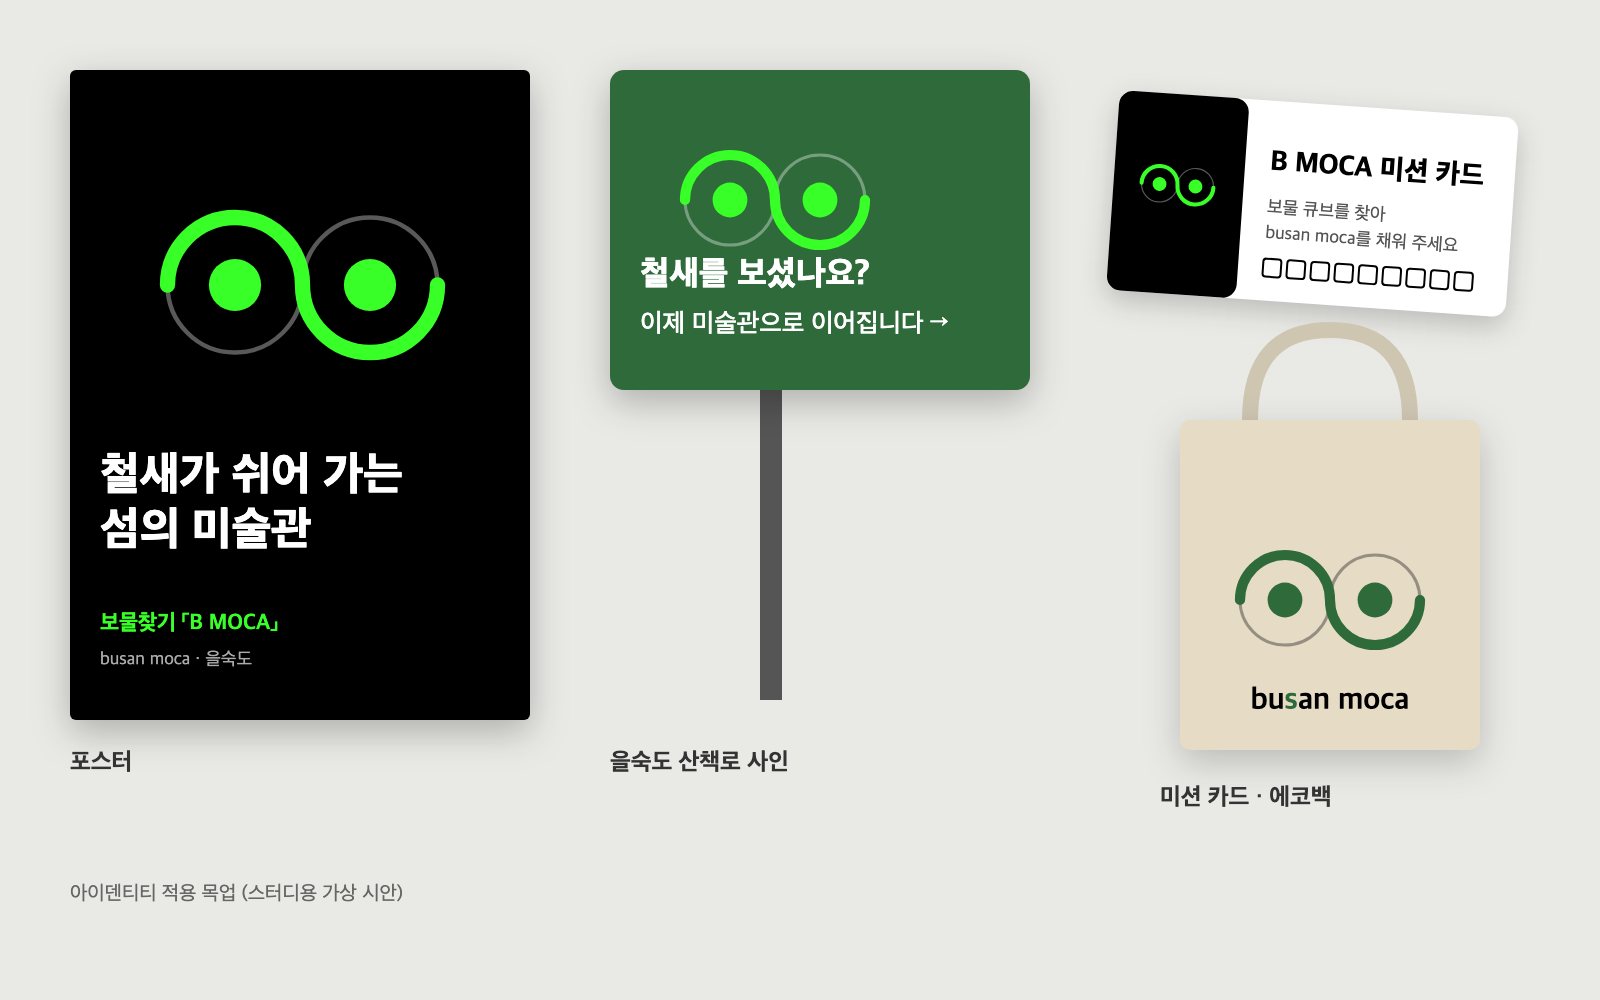 철새가 쉬어 가는
섬의 미술관
보물찾기 「B MOCA」
busan moca · 을숙도
포스터
철새를 보셨나요?
이제 미술관으로 이어집니다 →
을숙도 산책로 사인
B MOCA 미션 카드
보물 큐브를 찾아
busan moca를 채워 주세요
busan moca
미션 카드 · 에코백
아이덴티티 적용 목업 (스터디용 가상 시안)